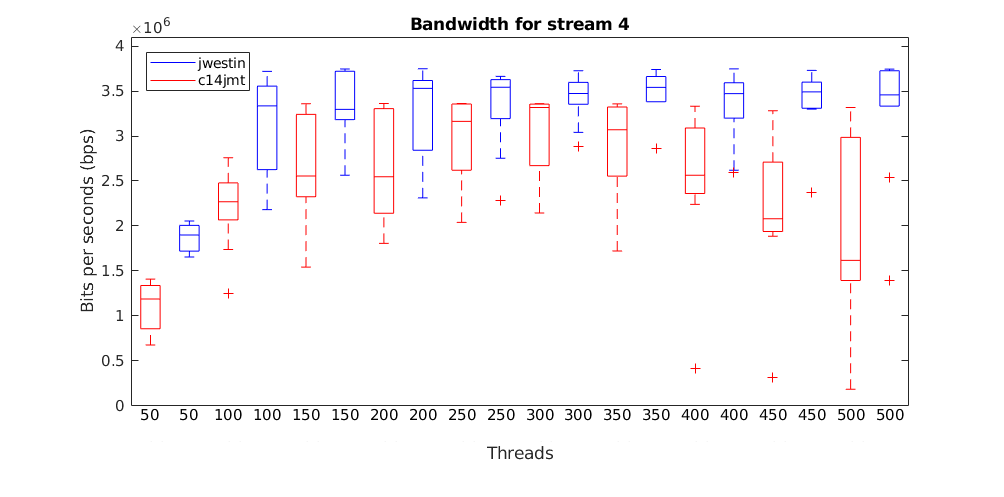 Bandwidth for stream 4
×10⁶
4
3.5
3
2.5
2
1.5
1
0.5
0
Bits per seconds (bps)
jwestin
c14jmt
50 50 100 100 150 150 200 200 250 250 300 300 350 350 400 400 450 450 500 500
Threads